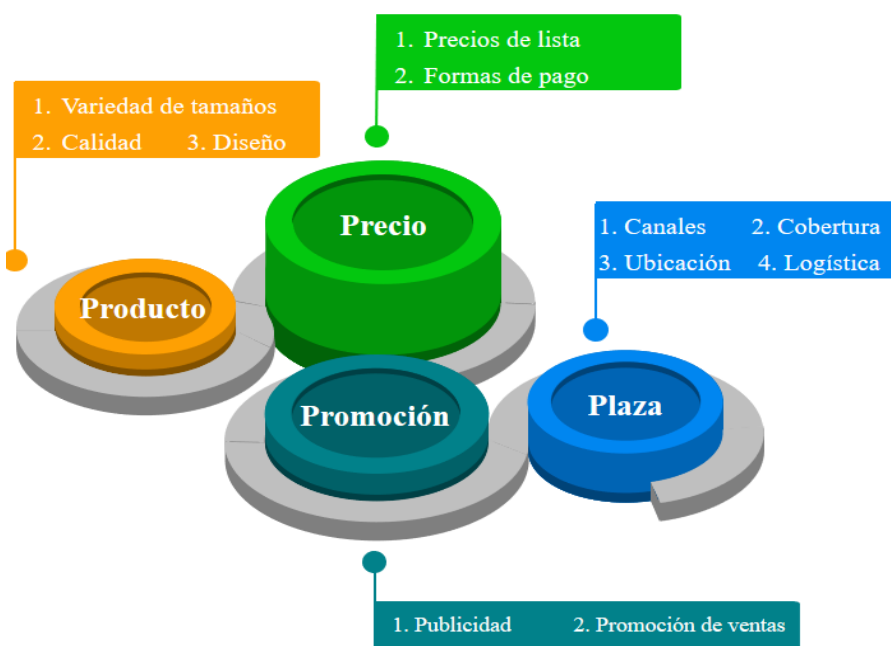 1. Precios de lista
2. Formas de pago
1. Variedad de tamaños
2. Calidad 3. Diseño
Precio
1. Canales 2. Cobertura
3. Ubicación 4. Logística
Producto
Promoción
Plaza
1. Publicidad 2. Promoción de ventas